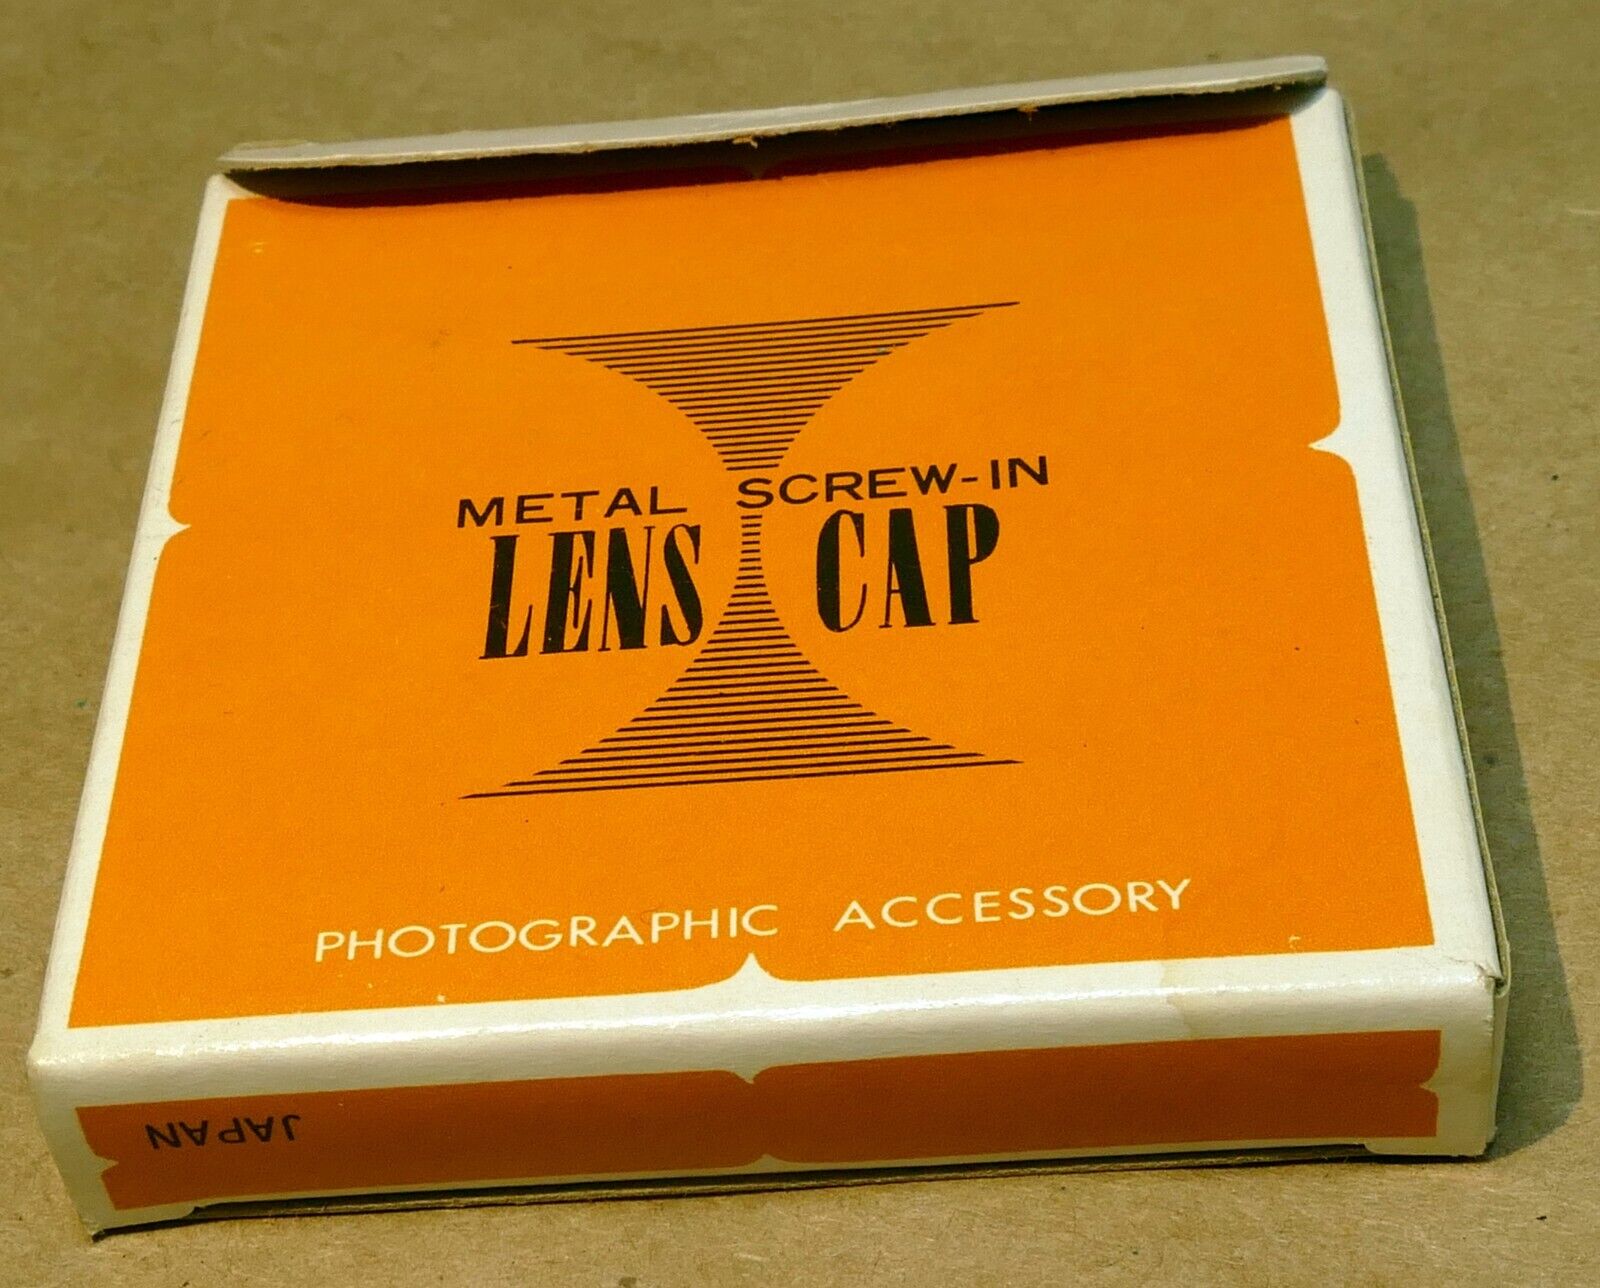 METAL SCREW-IN
LENS CAP
PHOTOGRAPHIC ACCESSORY
JAPAN